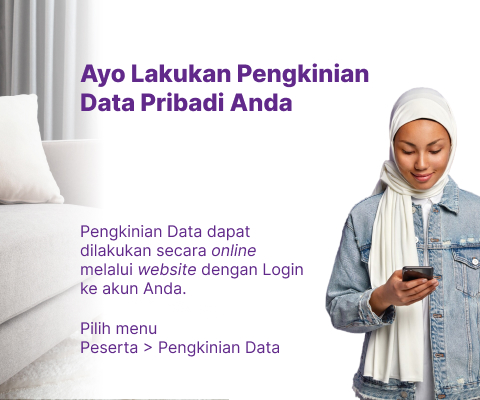 Ayo Lakukan Pengkinian
Data Pribadi Anda
Pengkinian Data dapat
dilakukan secara online
melalui website dengan Login
ke akun Anda.
Pilih menu
Peserta > Pengkinian Data